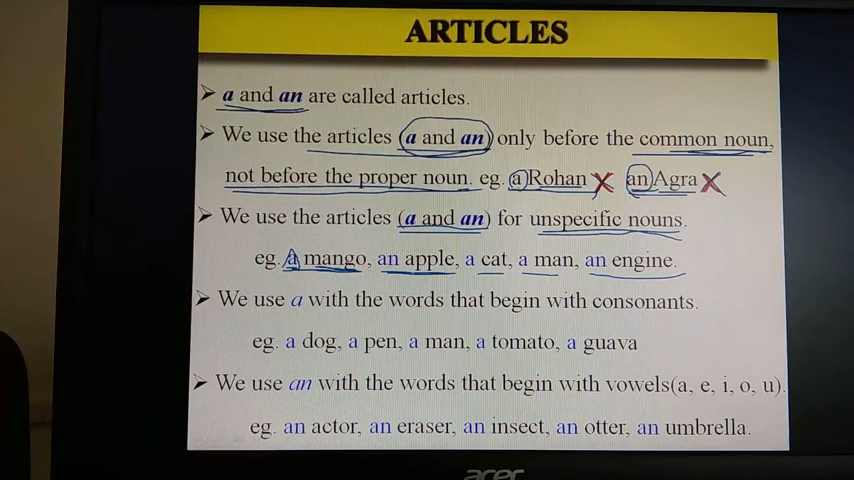 ARTICLES
➢ a and an are called articles.
➢ We use the articles (a and an) only before the common noun,
not before the proper noun. eg. a Rohan ✗ an Agra ✗
➢ We use the articles (a and an) for unspecific nouns.
eg. a mango, an apple, a cat, a man, an engine.
➢ We use a with the words that begin with consonants.
eg. a dog, a pen, a man, a tomato, a guava
➢ We use an with the words that begin with vowels(a, e, i, o, u).
eg. an actor, an eraser, an insect, an otter, an umbrella.
acer